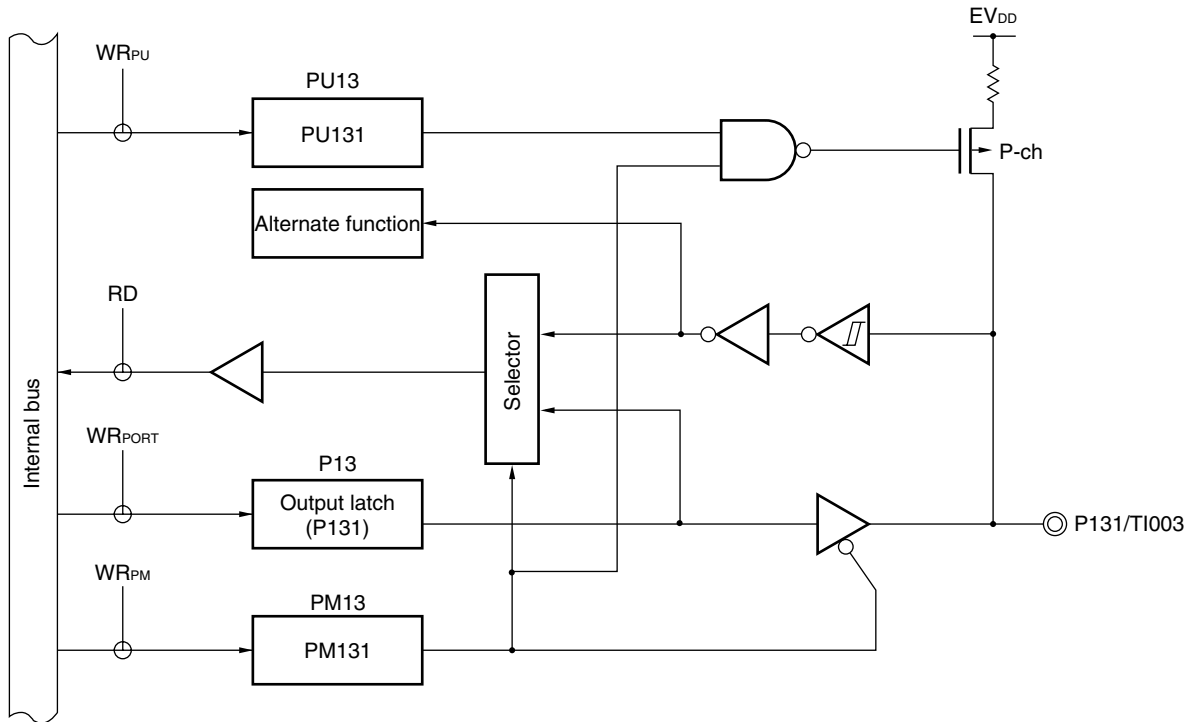 EVDD
WRPU
PU13
PU131
P-ch
Alternate function
RD
Selector
Internal bus
WRPORT
P13
Output latch
(P131)
P131/TI003
WRPM
PM13
PM131